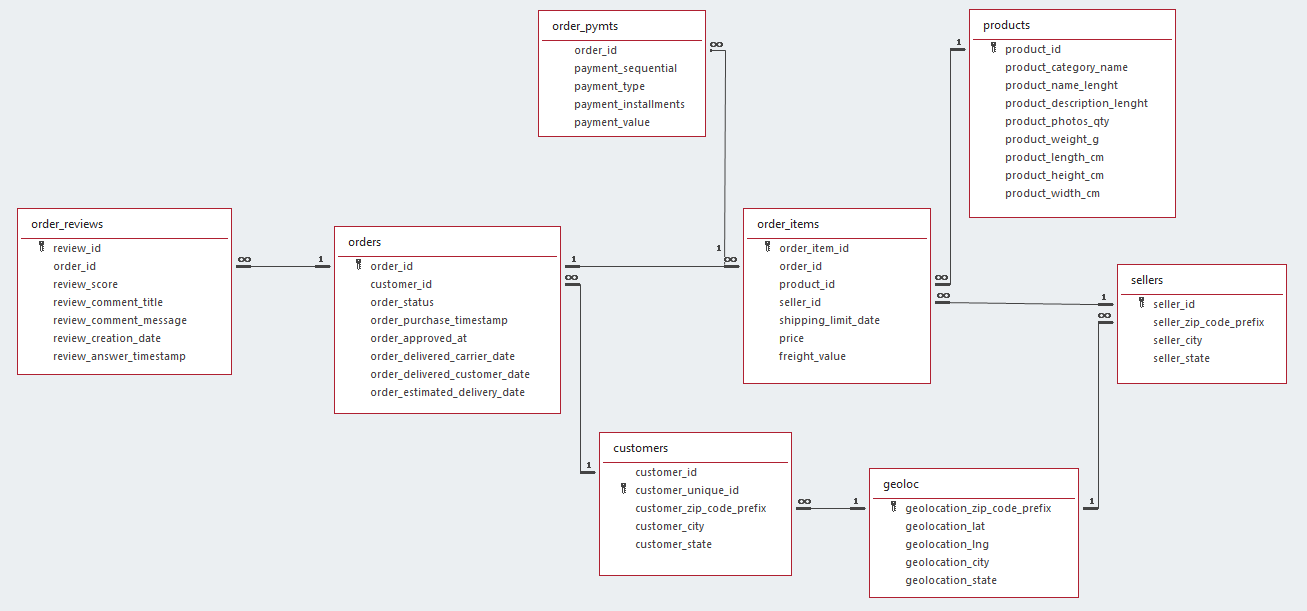 order_pymts
order_id
payment_sequential
payment_type
payment_installments
payment_value
∞
1
products
product_id
product_category_name
product_name_lenght
product_description_lenght
product_photos_qty
product_weight_g
product_length_cm
product_height_cm
product_width_cm
1
order_reviews
review_id
order_id
review_score
review_comment_title
review_comment_message
review_creation_date
review_answer_timestamp
∞
1
orders
order_id
customer_id
order_status
order_purchase_timestamp
order_approved_at
order_delivered_carrier_date
order_delivered_customer_date
order_estimated_delivery_date
1
∞
∞
order_items
order_item_id
order_id
product_id
seller_id
shipping_limit_date
price
freight_value
∞
∞
1
sellers
seller_id
seller_zip_code_prefix
seller_city
seller_state
∞
1
customers
customer_id
customer_unique_id
customer_zip_code_prefix
customer_city
customer_state
∞
1
geoloc
geolocation_zip_code_prefix
geolocation_lat
geolocation_lng
geolocation_city
geolocation_state
1